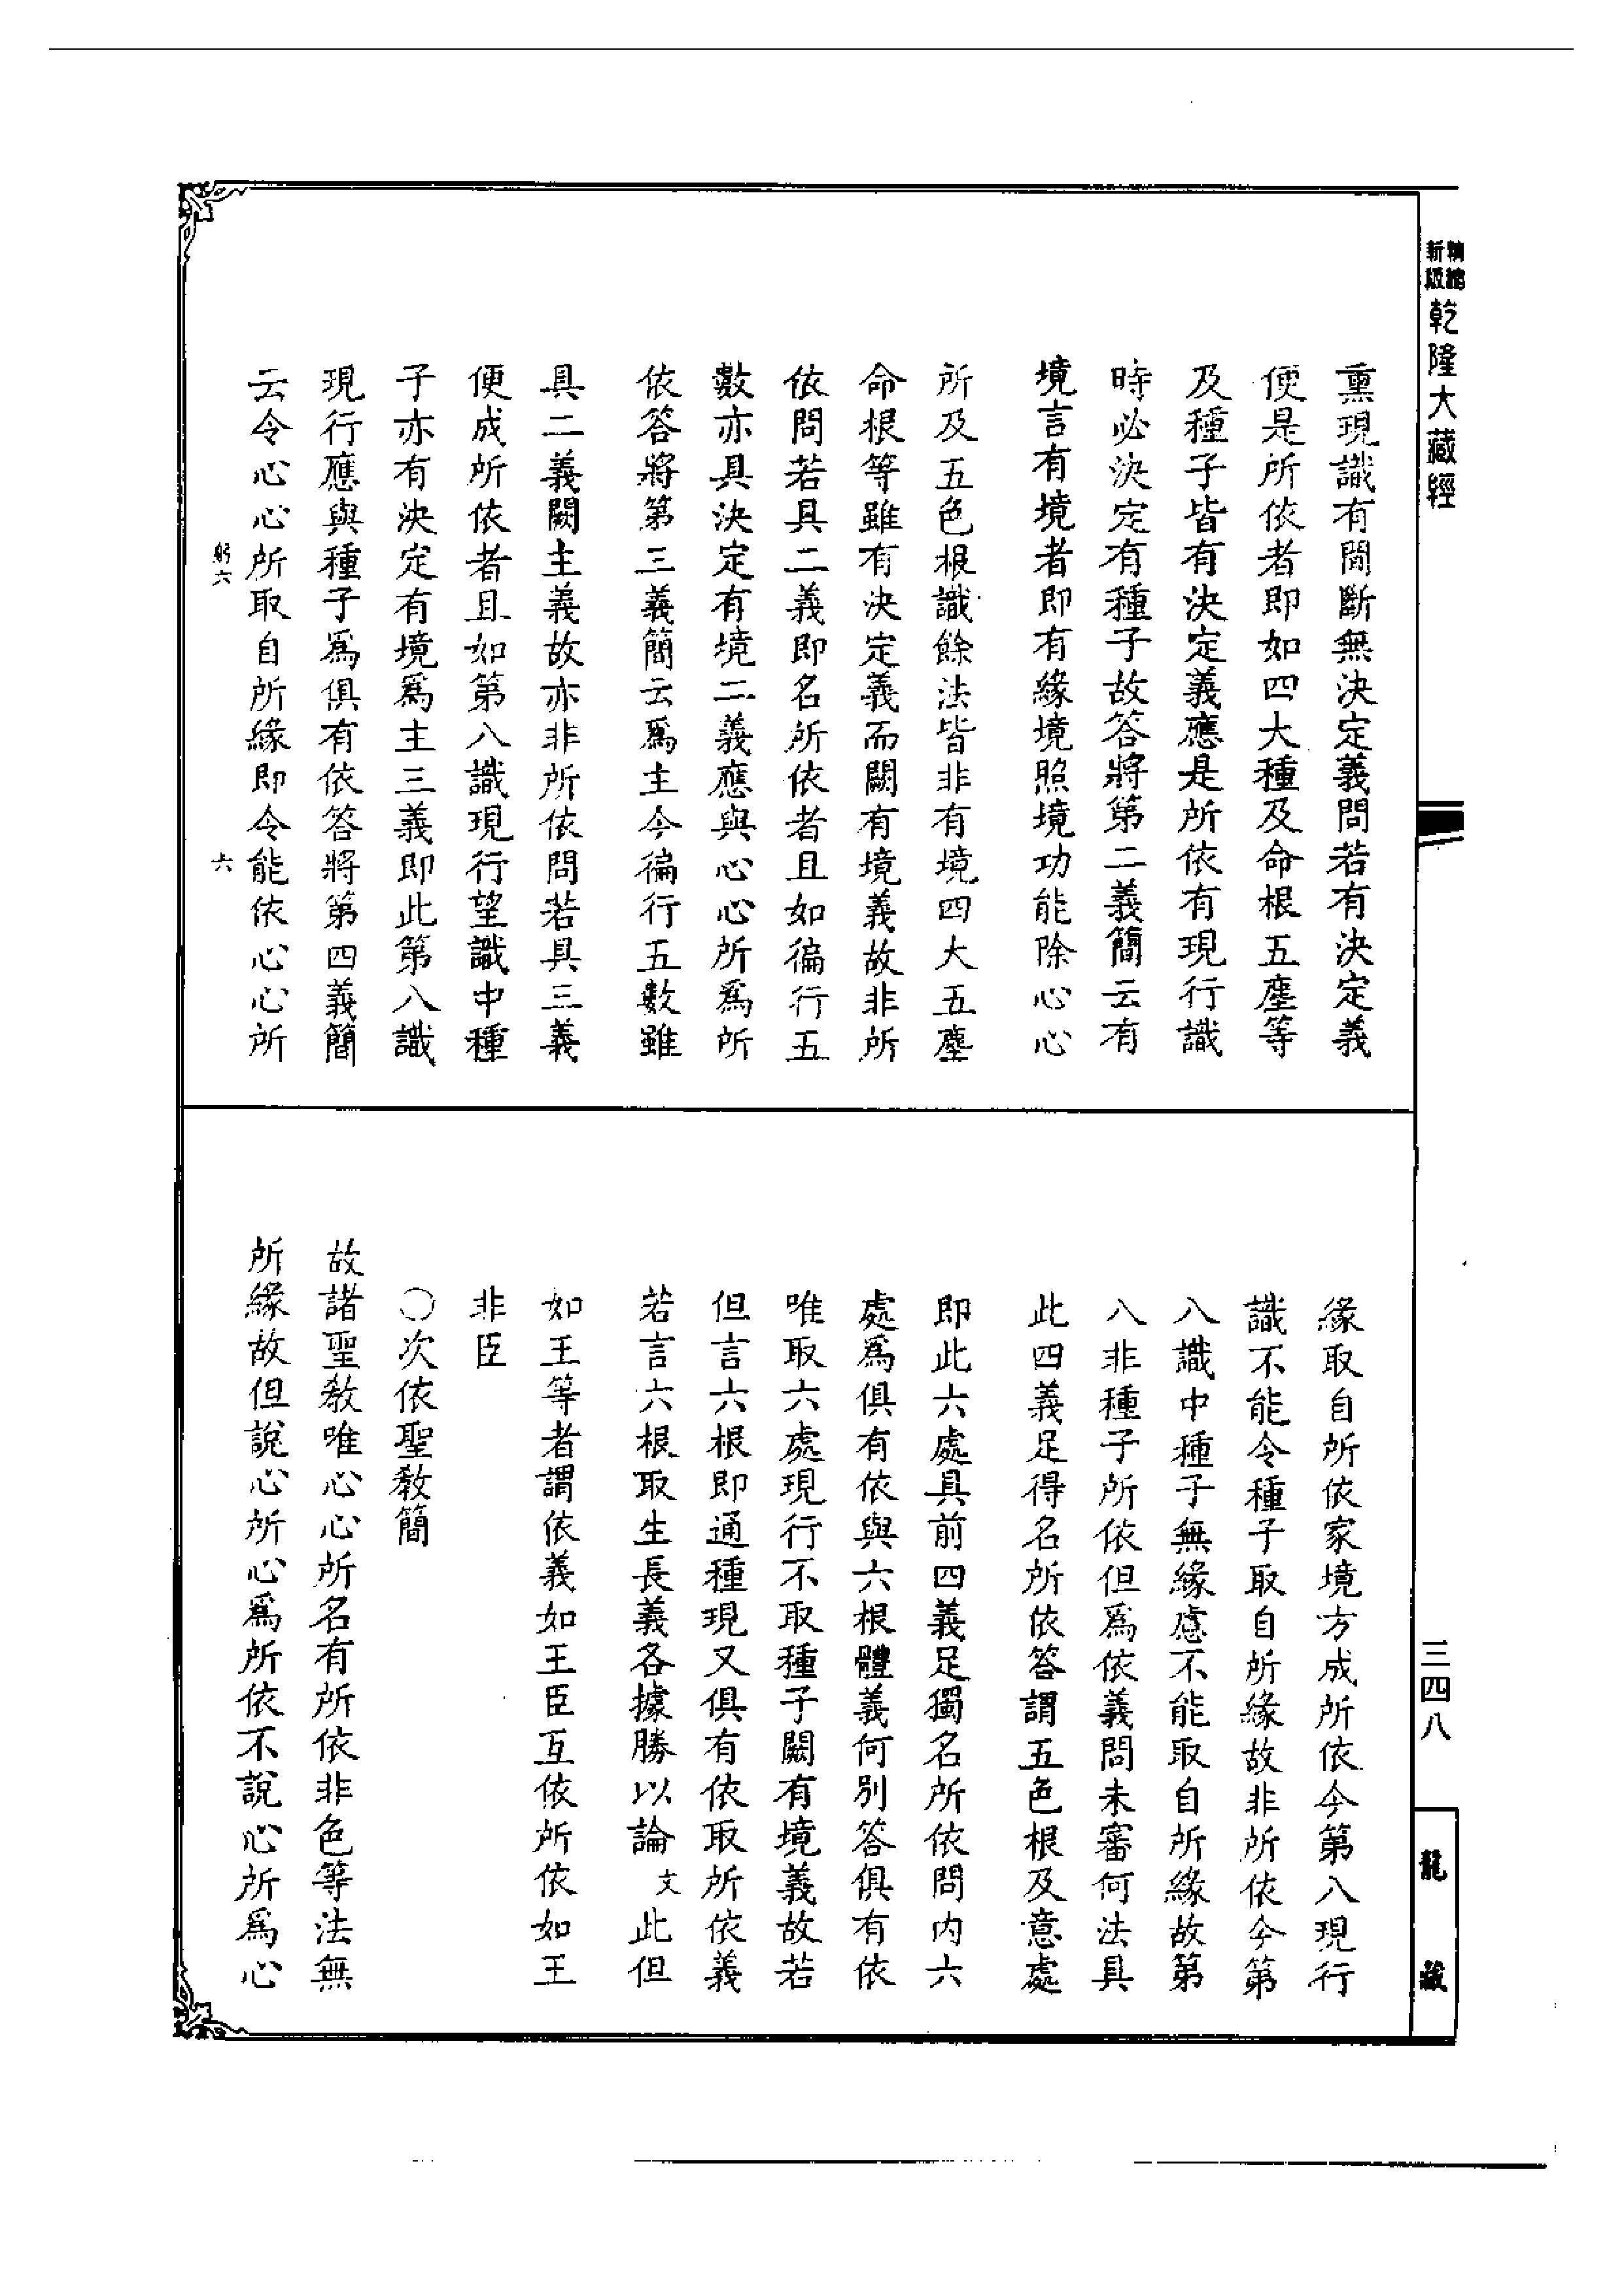 精縮
新版
乾隆大藏經
熏現識有間斷無決定義問若有決定義
便是所依者即如四大種及命根五塵等
及種子皆有決定義應是所依有現行識
時必決定有種子故答將第二義簡云有
境言有境者即有緣境照境功能除心心
所及五色根識餘法皆非有境四大五塵
命根等雖有決定義而闕有境義故非所
依問若具二義即名所依者且如徧行五
數亦具決定有境二義應與心心所爲所
依答將第三義簡云爲主今徧行五數雖
具二義闕主義故亦非所依問若具三義
便成所依者且如第八識現行望識中種
子亦有決定有境爲主三義即此第八識
現行應與種子爲俱有依答將第四義簡
云令心心所取自所緣即令能依心心所
躬六
六
緣取自所依家境方成所依今第八現行
識不能令種子取自所緣故非所依今第
八識中種子無緣慮不能取自所緣故第
八非種子所依但爲依義問未審何法具
此四義足得名所依答謂五色根及意處
即此六處具前四義足獨名所依問內六
處爲俱有依與六根體義何別答俱有依
唯取六處現行不取種子闕有境義故若
但言六根即通種現又俱有依取所依義
若言六根取生長義各據勝以論文此但
如王等者謂依義如王臣互依所依如王
非臣
○次依聖教簡
故諸聖教唯心心所名有所依非色等法無
所緣故但說心所心爲所依不說心所爲心
三四八
龍藏